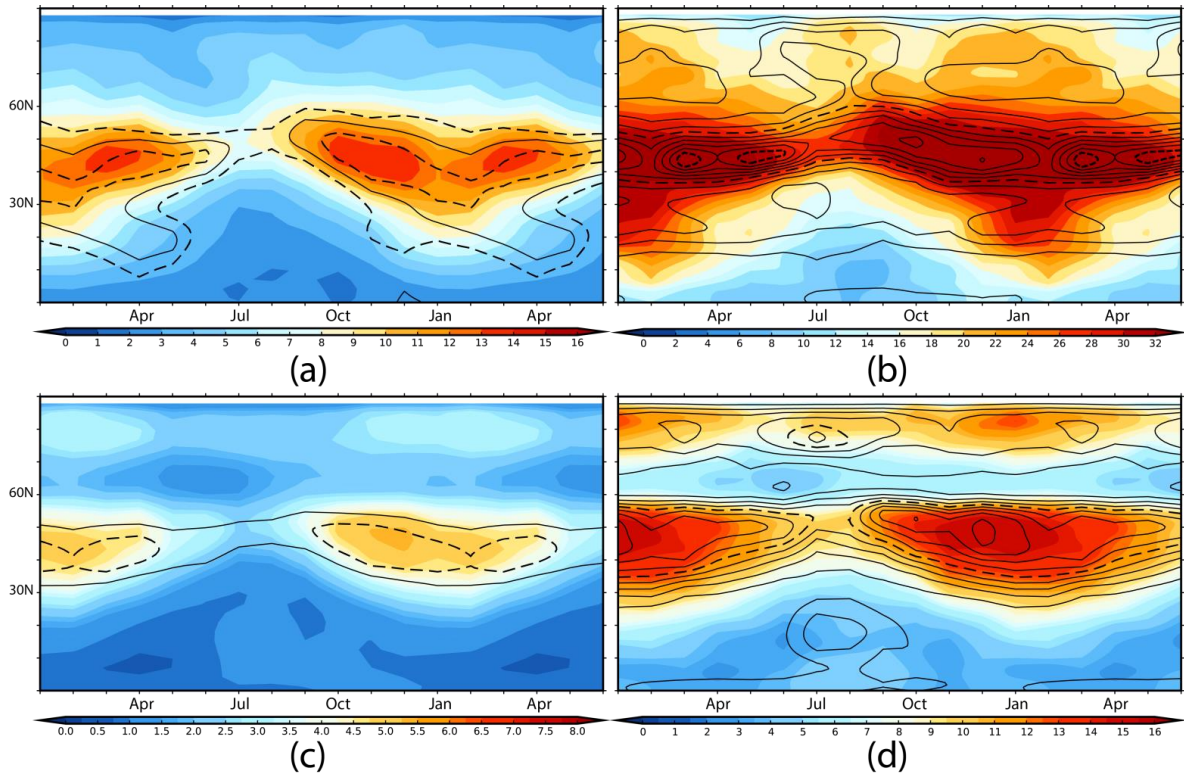 60N
30N
Apr Jul Oct Jan Apr
Apr Jul Oct Jan Apr
0 1 2 3 4 5 6 7 8 9 10 11 12 13 14 15 16
0 2 4 6 8 10 12 14 16 18 20 22 24 26 28 30 32
(a)
(b)
60N
30N
Apr Jul Oct Jan Apr
Apr Jul Oct Jan Apr
0.0 0.5 1.0 1.5 2.0 2.5 3.0 3.5 4.0 4.5 5.0 5.5 6.0 6.5 7.0 7.5 8.0
0 1 2 3 4 5 6 7 8 9 10 11 12 13 14 15 16
(c)
(d)